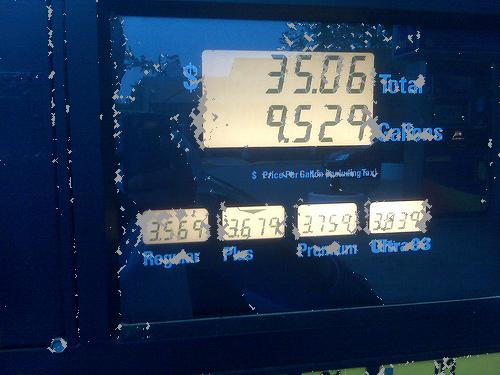 $ 35.06 Total
9.529 Gallons
$ Price Per Gallon (Including Tax)
3.569 3.679 3.759 3.839
Regular Plus Premium Ultra 93